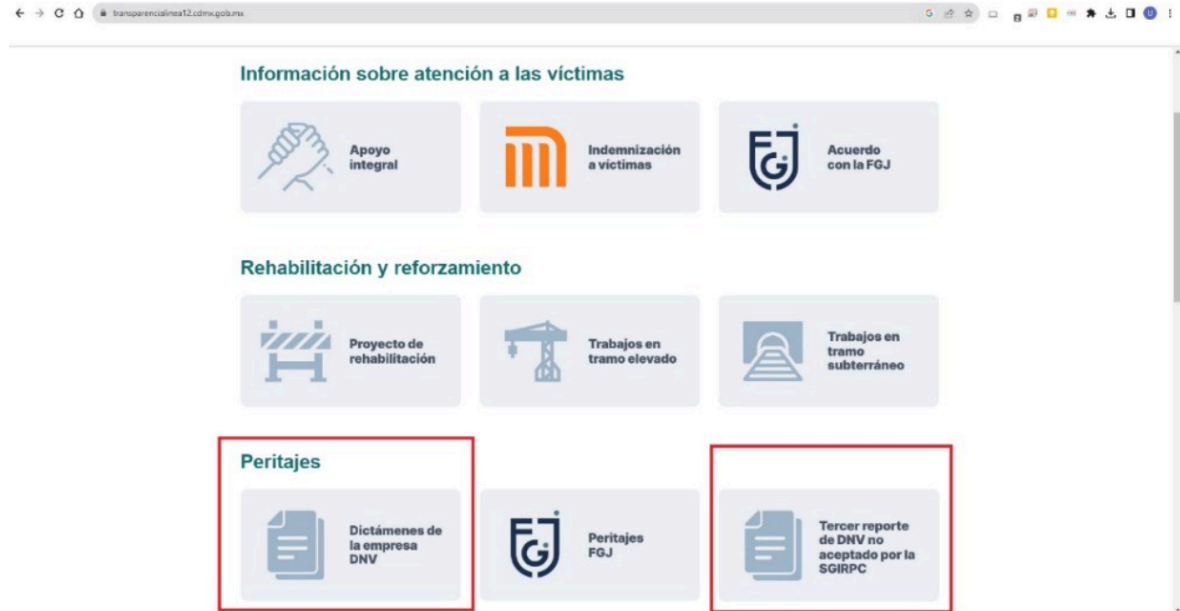 transparencialinea12.cdmx.gob.mx
Información sobre atención a las víctimas
Apoyo
integral
Indemnización
a víctimas
Acuerdo
con la FGJ
Rehabilitación y reforzamiento
Proyecto de
rehabilitación
Trabajos en
tramo elevado
Trabajos en
tramo
subterráneo
Peritajes
Dictámenes de
la empresa
DNV
Peritajes
FGJ
Tercer reporte
de DNV no
aceptado por la
SGIRPC